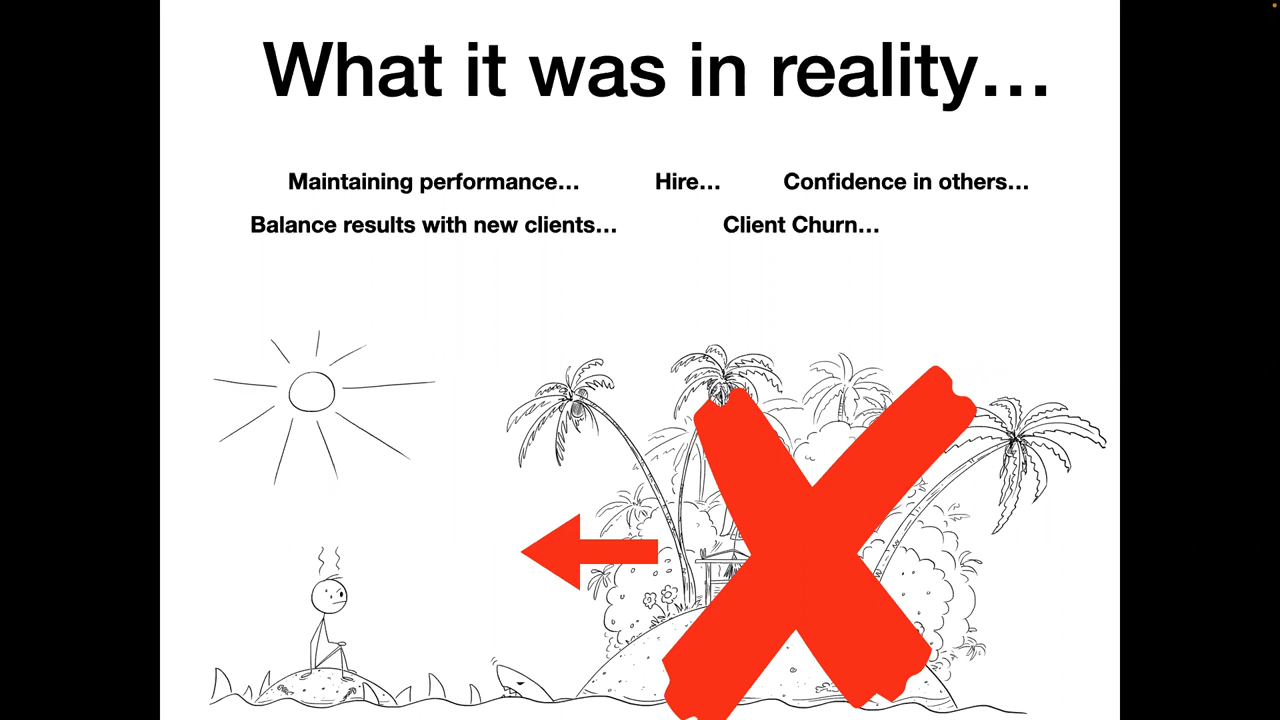 What it was in reality…
Maintaining performance… Hire… Confidence in others…
Balance results with new clients… Client Churn…